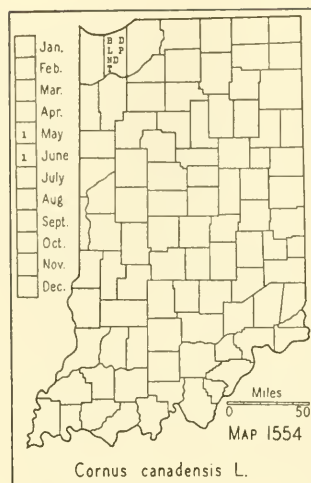 Jan.
Feb.
Mar.
Apr.
1 May
1 June
July
Aug
Sept.
Oct.
Nov.
Dec.
B D
L P
N D
T
Miles
0 50
MAP 1554
Cornus canadensis L.